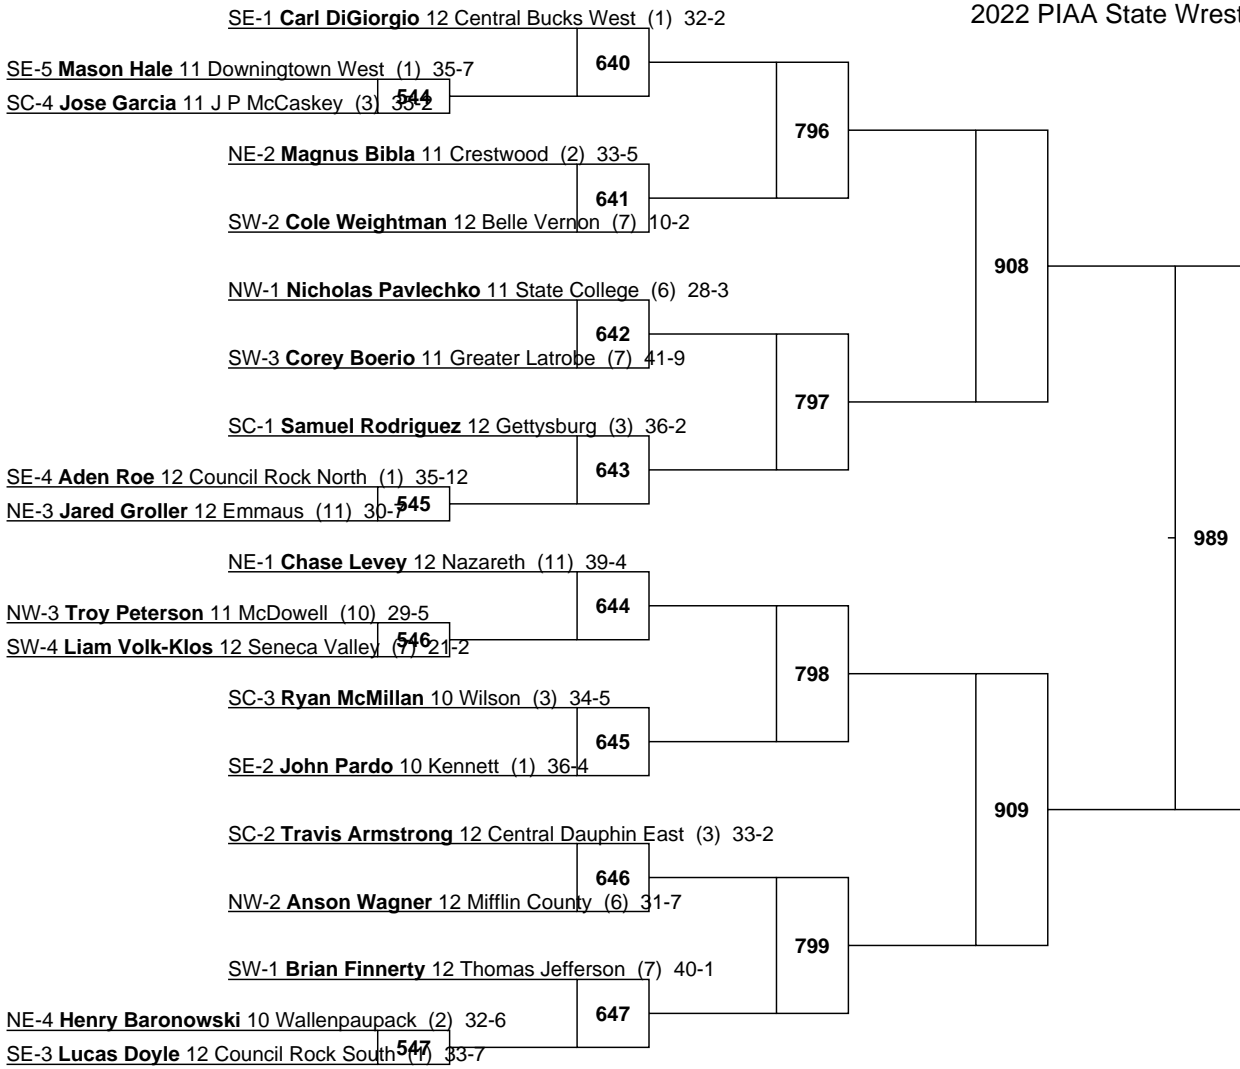 2022 PIAA State Wrest
SE-1 Carl DiGiorgio 12 Central Bucks West (1) 32-2
640
SE-5 Mason Hale 11 Downingtown West (1) 35-7
544
SC-4 Jose Garcia 11 J P McCaskey (3) 35-2
796
NE-2 Magnus Bibla 11 Crestwood (2) 33-5
641
SW-2 Cole Weightman 12 Belle Vernon (7) 10-2
908
NW-1 Nicholas Pavlechko 11 State College (6) 28-3
642
SW-3 Corey Boerio 11 Greater Latrobe (7) 41-9
797
SC-1 Samuel Rodriguez 12 Gettysburg (3) 36-2
643
SE-4 Aden Roe 12 Council Rock North (1) 35-12
545
NE-3 Jared Groller 12 Emmaus (11) 30-7
989
NE-1 Chase Levey 12 Nazareth (11) 39-4
644
NW-3 Troy Peterson 11 McDowell (10) 29-5
546
SW-4 Liam Volk-Klos 12 Seneca Valley (7) 21-2
798
SC-3 Ryan McMillan 10 Wilson (3) 34-5
645
SE-2 John Pardo 10 Kennett (1) 36-4
909
SC-2 Travis Armstrong 12 Central Dauphin East (3) 33-2
646
NW-2 Anson Wagner 12 Mifflin County (6) 31-7
799
SW-1 Brian Finnerty 12 Thomas Jefferson (7) 40-1
647
NE-4 Henry Baronowski 10 Wallenpaupack (2) 32-6
547
SE-3 Lucas Doyle 12 Council Rock South (1) 33-7